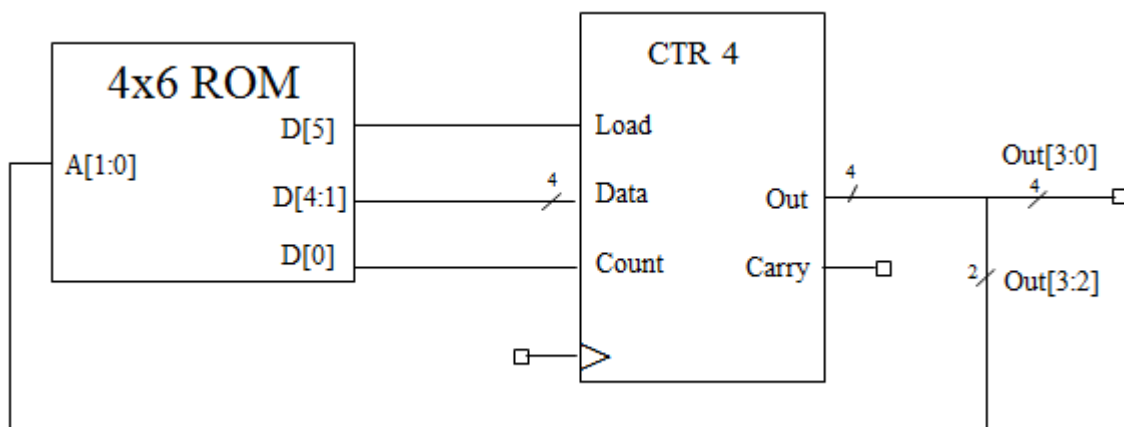 4x6 ROM
A[1:0]
D[5]
D[4:1]
D[0]
4
CTR 4
Load
Data
Count
Out
Carry
4
4
Out[3:0]
2
Out[3:2]